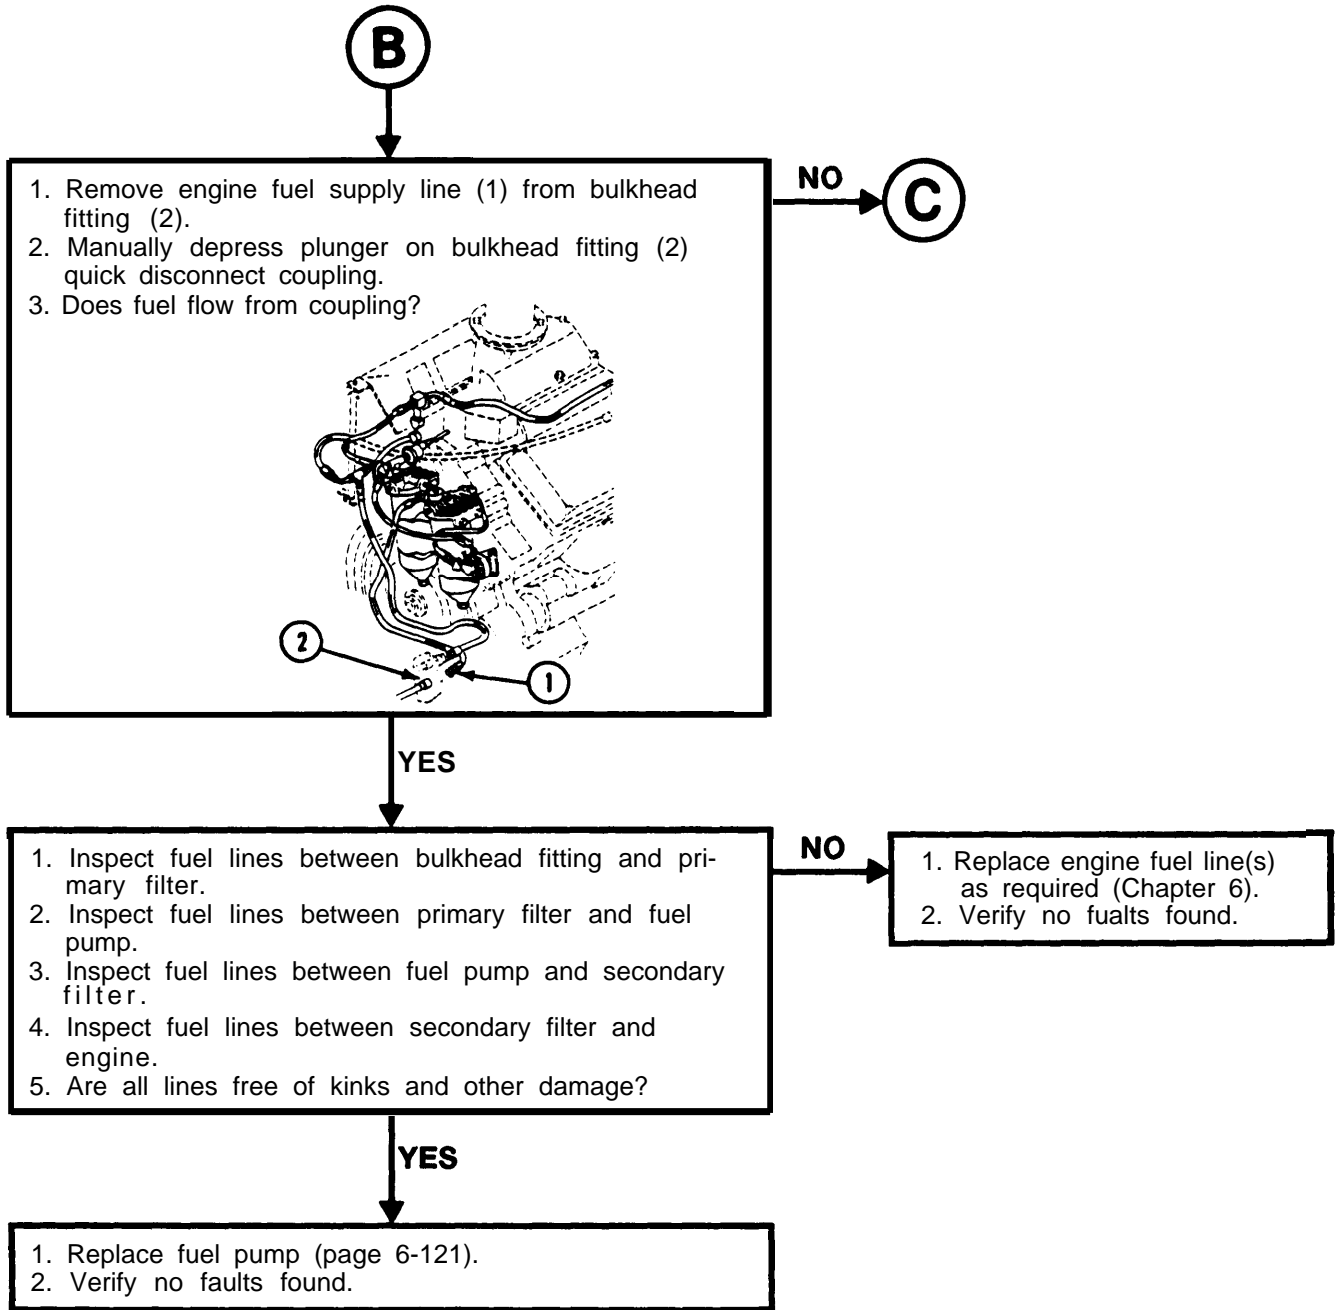 B
1. Remove engine fuel supply line (1) from bulkhead
fitting (2).
2. Manually depress plunger on bulkhead fitting (2)
quick disconnect coupling.
3. Does fuel flow from coupling?
NO
C
2
1
YES
1. Inspect fuel lines between bulkhead fitting and pri-
mary filter.
2. Inspect fuel lines between primary filter and fuel
pump.
3. Inspect fuel lines between fuel pump and secondary
filter.
4. Inspect fuel lines between secondary filter and
engine.
5. Are all lines free of kinks and other damage?
NO
1. Replace engine fuel line(s)
as required (Chapter 6).
2. Verify no fualts found.
YES
1. Replace fuel pump (page 6-121).
2. Verify no faults found.